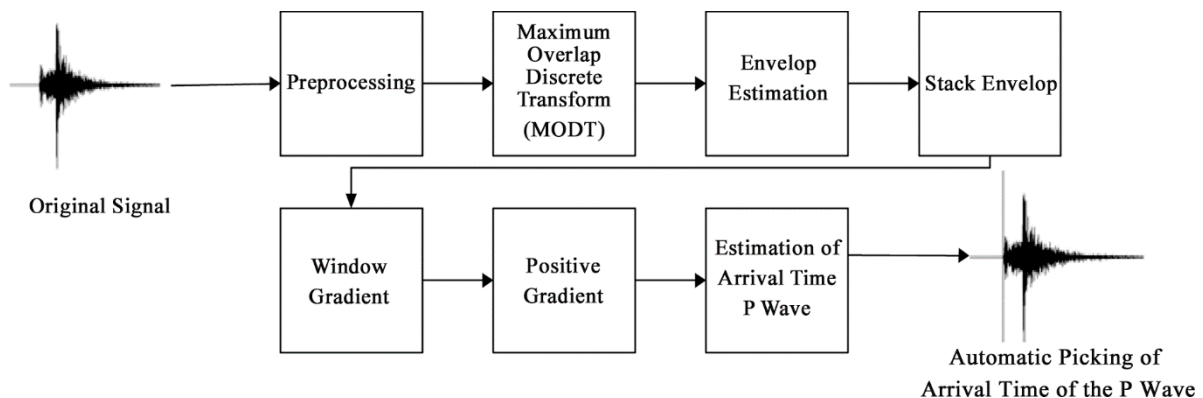 Preprocessing
Maximum
Overlap
Discrete
Transform
(MODT)
Envelop
Estimation
Stack Envelop
Original Signal
Window
Gradient
Positive
Gradient
Estimation of
Arrival Time
P Wave
Automatic Picking of
Arrival Time of the P Wave